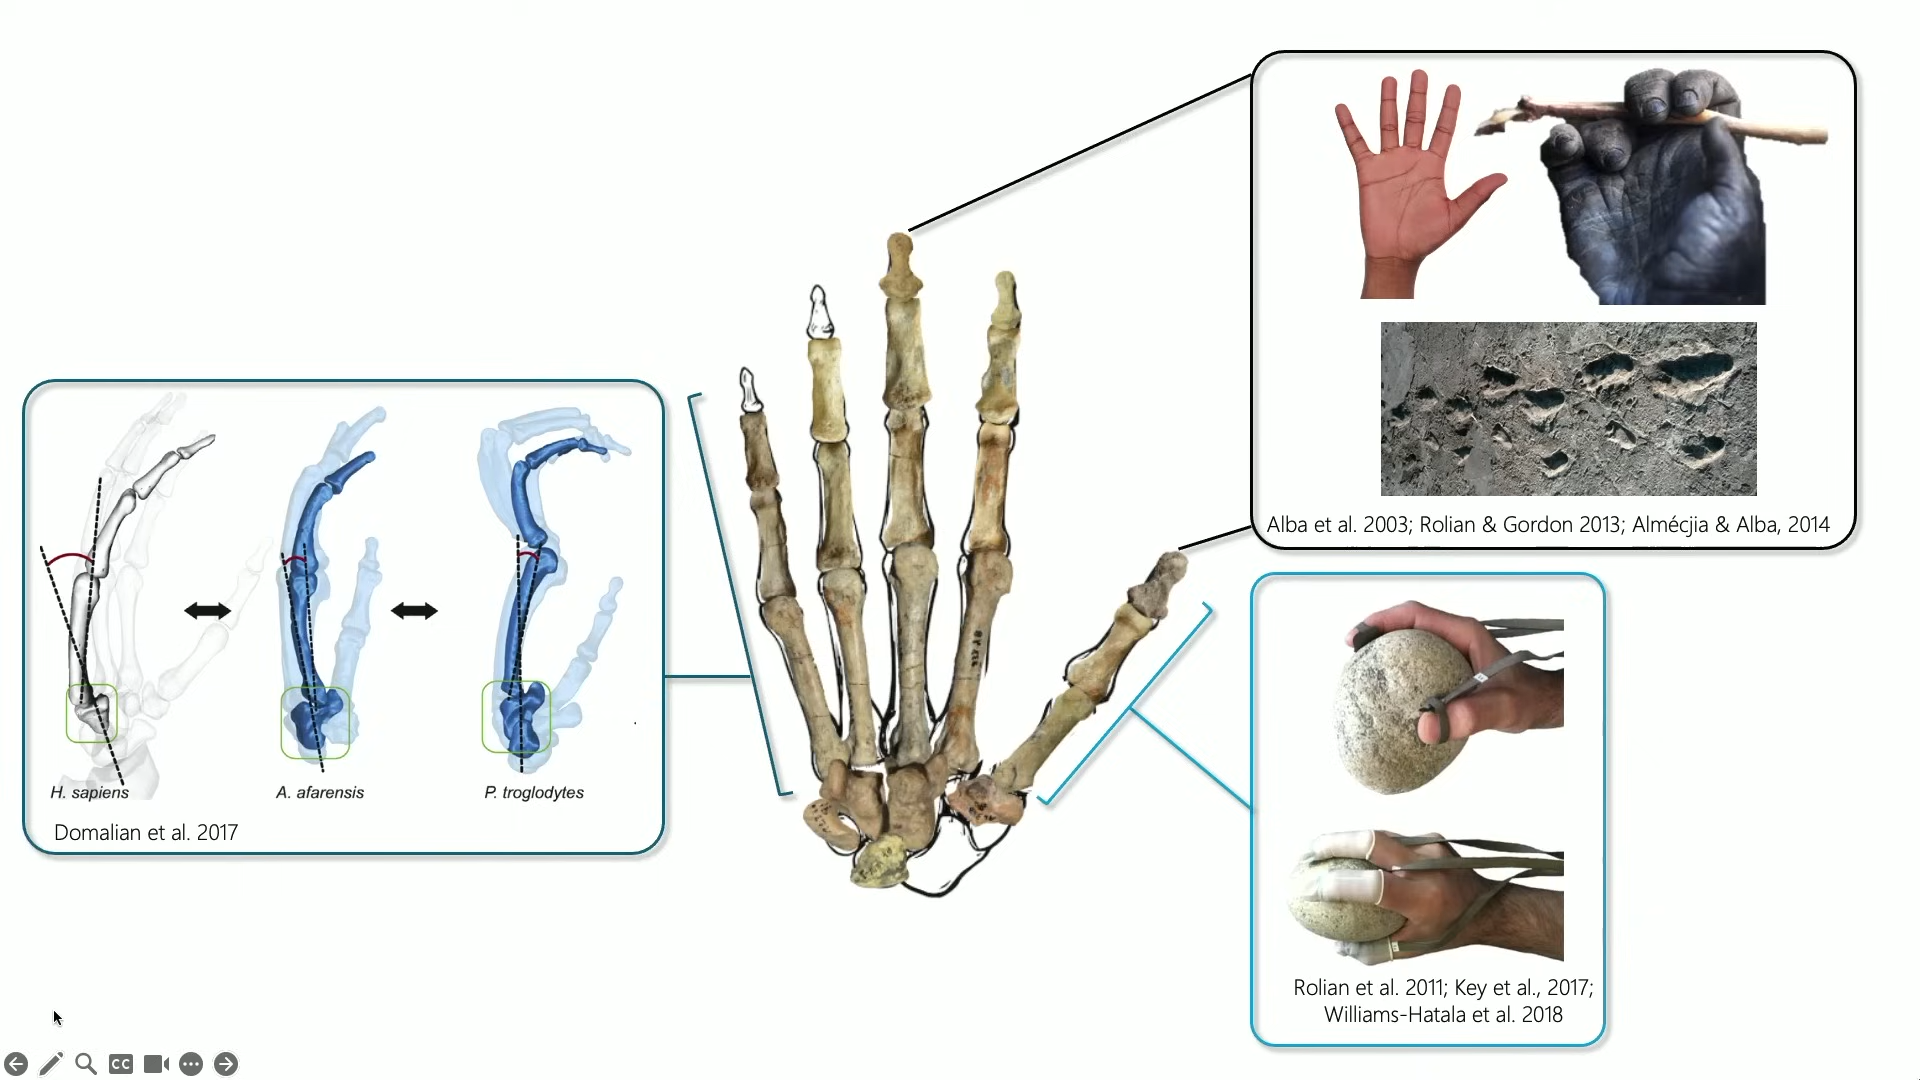 H. sapiens
A. afarensis
P. troglodytes
Domalian et al. 2017
Alba et al. 2003; Rolian & Gordon 2013; Almécjia & Alba, 2014
Rolian et al. 2011; Key et al., 2017;
Williams-Hatala et al. 2018
CC